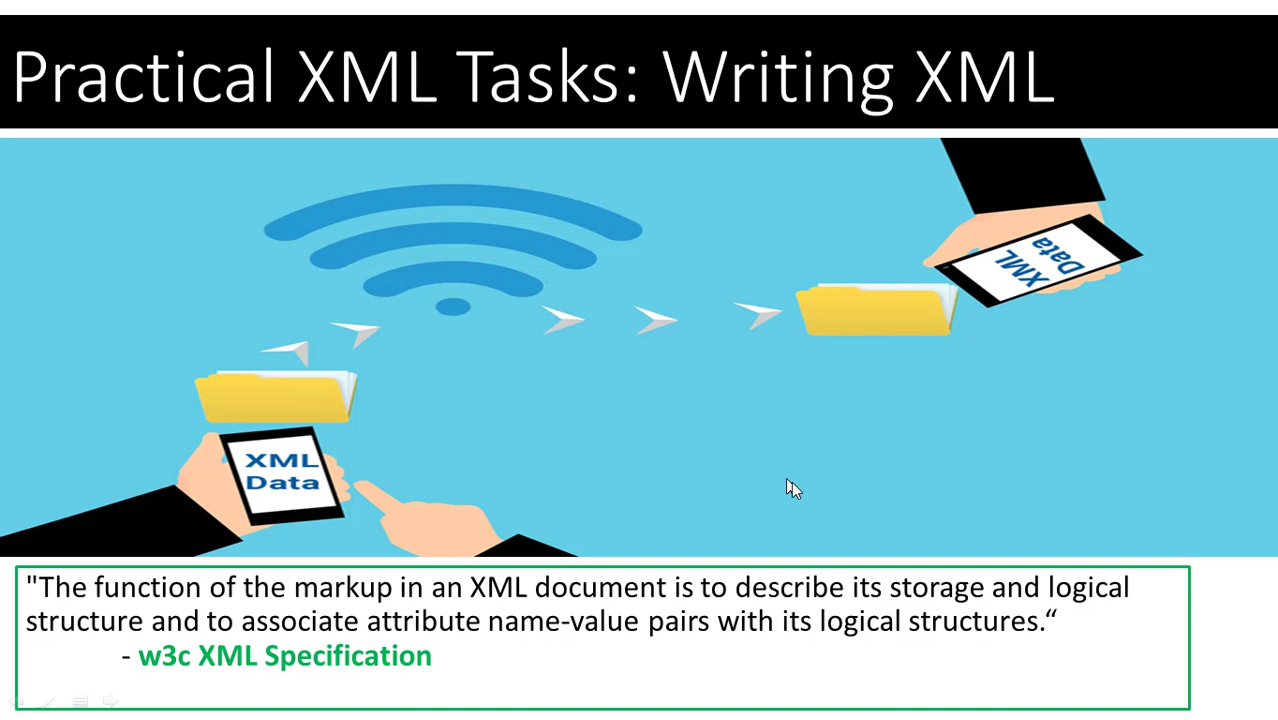 Practical XML Tasks: Writing XML
XML
Data
XML
Data
"The function of the markup in an XML document is to describe its storage and logical
structure and to associate attribute name-value pairs with its logical structures.“
- w3c XML Specification